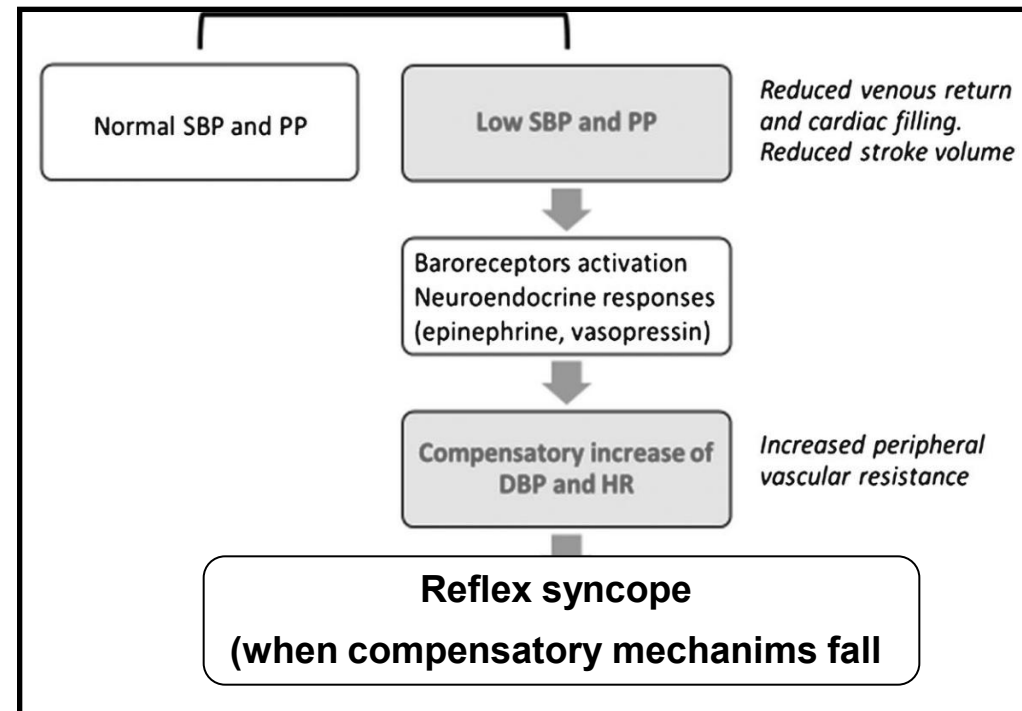 Normal SBP and PP
Low SBP and PP
Reduced venous return
and cardiac filling.
Reduced stroke volume
Baroreceptors activation
Neuroendocrine responses
(epinephrine, vasopressin)
Compensatory increase of
DBP and HR
Increased peripheral
vascular resistance
Reflex syncope
(when compensatory mechanims fall